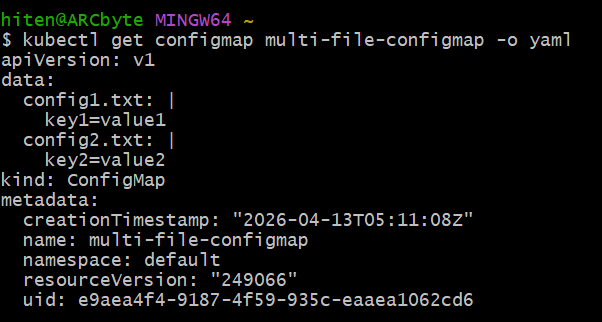 hiten@ARCbyte MINGW64 ~
$ kubectl get configmap multi-file-configmap -o yaml
apiVersion: v1
data:
  config1.txt: |
    key1=value1
  config2.txt: |
    key2=value2
kind: ConfigMap
metadata:
  creationTimestamp: "2026-04-13T05:11:08Z"
  name: multi-file-configmap
  namespace: default
  resourceVersion: "249066"
  uid: e9aea4f4-9187-4f59-935c-eaaea1062cd6